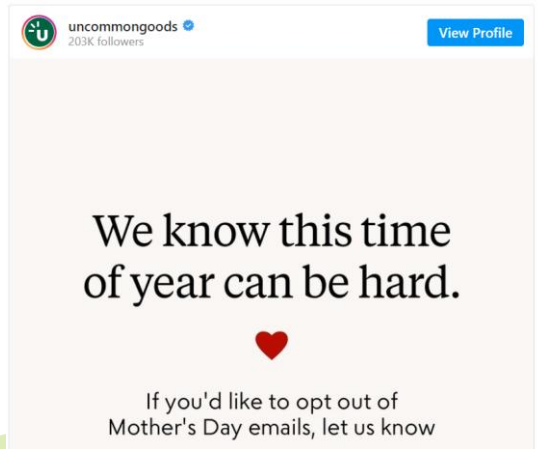 uncommongoods
203K followers
View Profile
We know this time
of year can be hard.
If you'd like to opt out of
Mother's Day emails, let us know